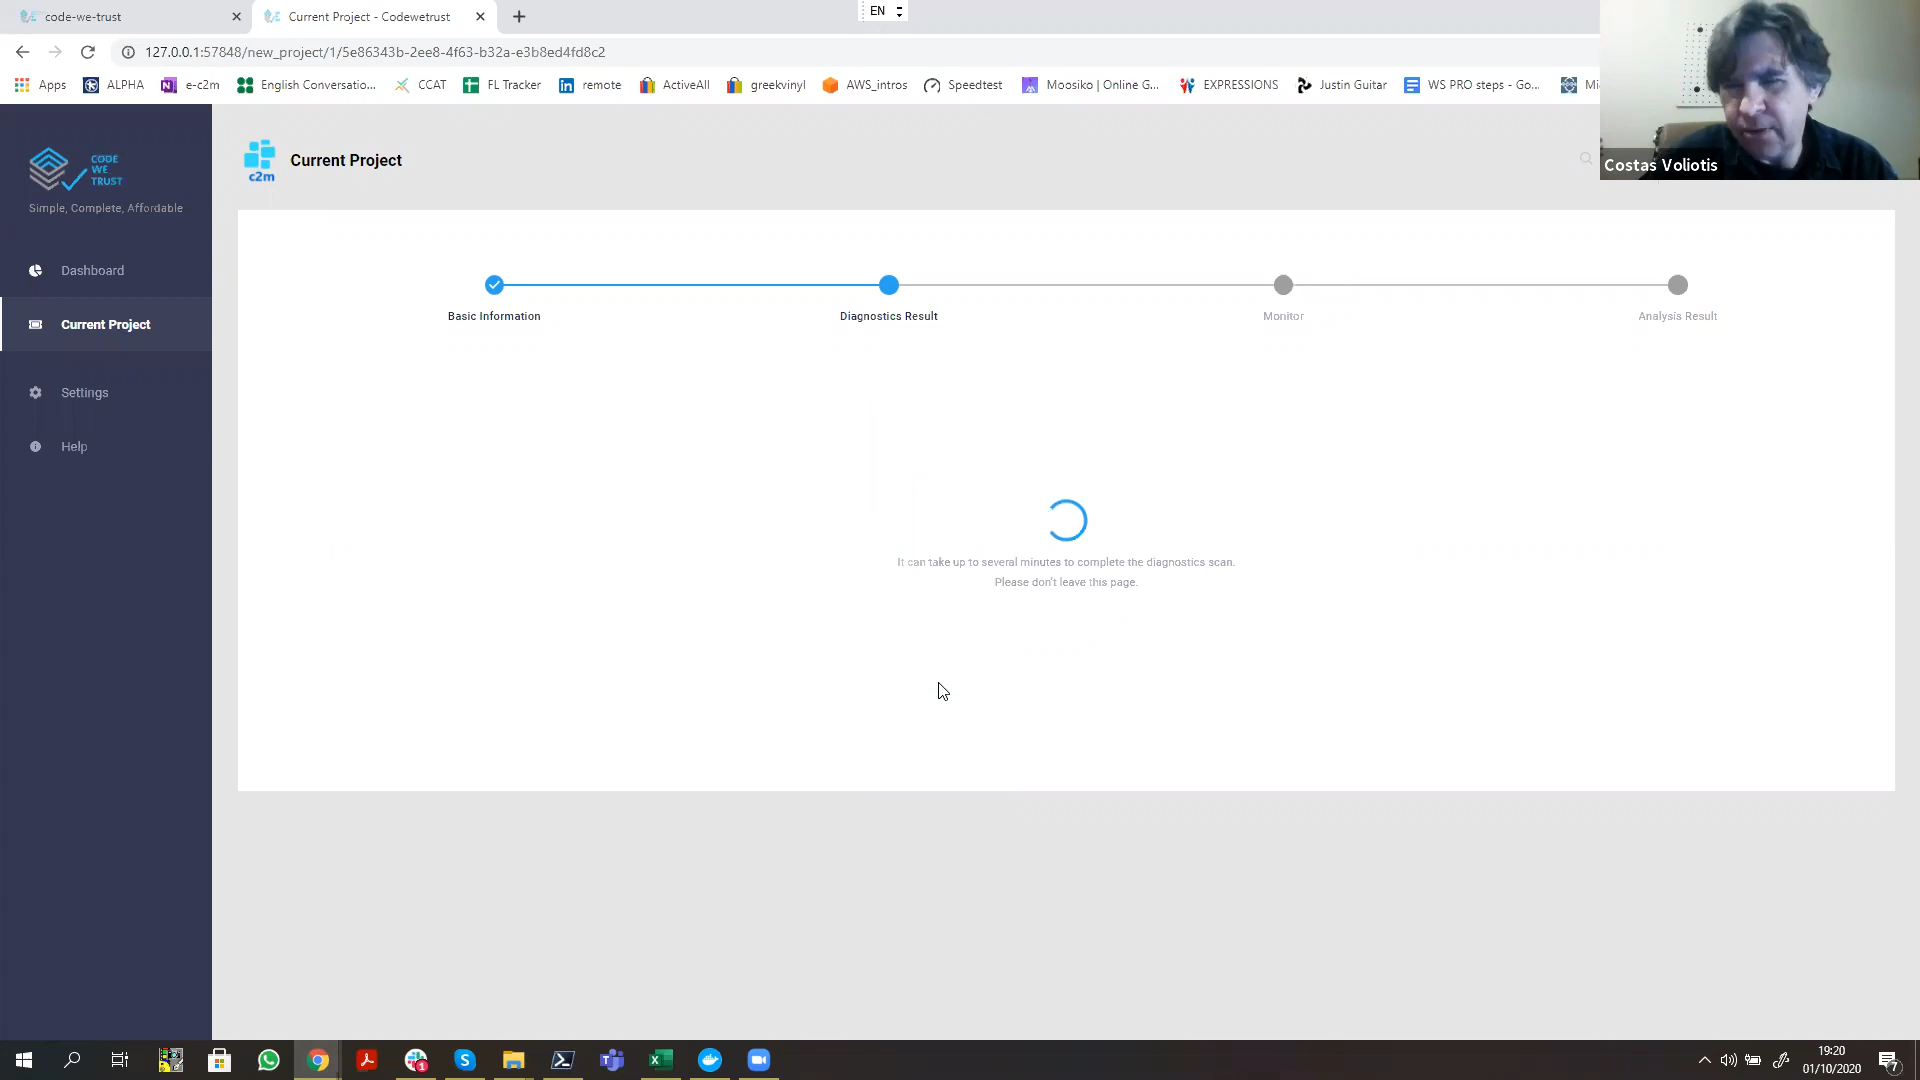 code-we-trust
Current Project - Codewetrust
EN
127.0.0.1:57848/new_project/1/5e86343b-2ee8-4f63-b32a-e3b8ed4fd8c2
Apps
ALPHA
e-c2m
English Conversatio...
CCAT
FL Tracker
remote
ActiveAll
greekvinyl
AWS_intros
Speedtest
Moosiko | Online G...
EXPRESSIONS
Justin Guitar
WS PRO steps - Go...
Mi
Costas Voliotis
CODE
WE
TRUST
Simple, Complete, Affordable
c2m
Current Project
Dashboard
Current Project
Settings
Help
Basic Information
Diagnostics Result
Monitor
Analysis Result
It can take up to several minutes to complete the diagnostics scan.
Please don't leave this page.
19:20
01/10/2020
1
7